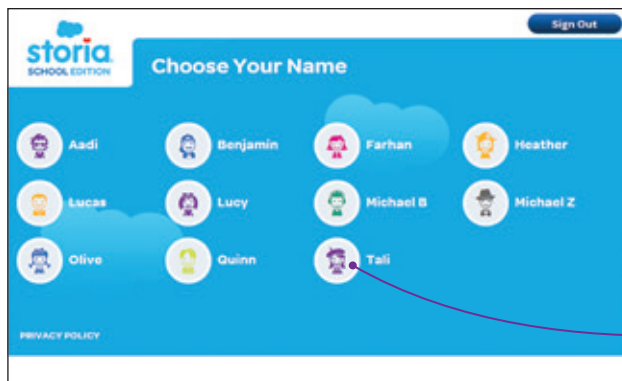 Sign Out
storia
SCHOOL EDITION
Choose Your Name
Aadi Benjamin Farhan Heather
Lucas Lucy Michael B Michael Z
Olive Quinn Tali
PRIVACY POLICY